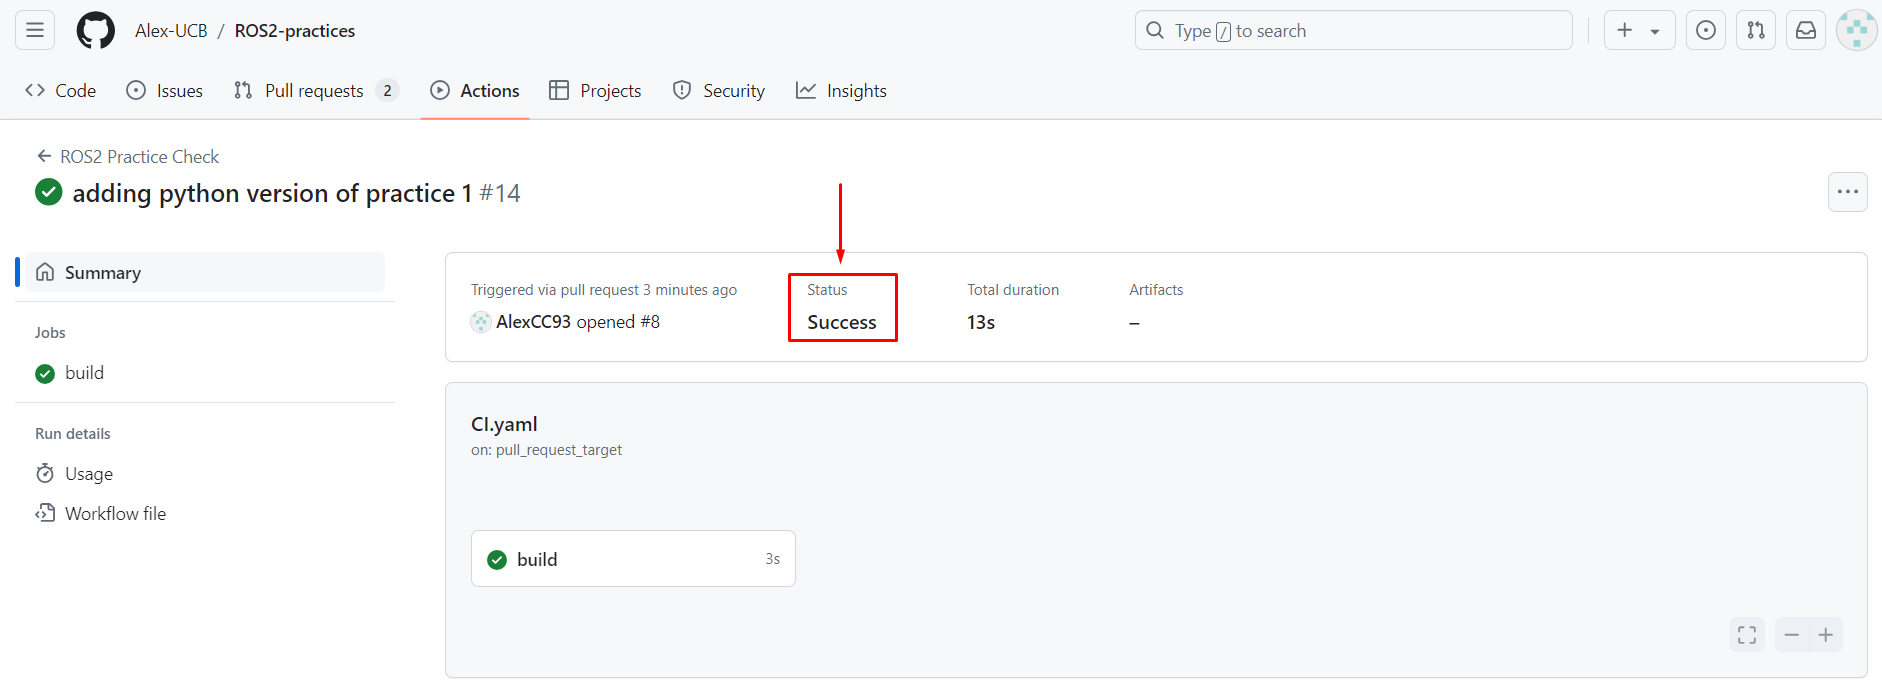 Alex-UCB / ROS2-practices
Type / to search
Code
Issues
Pull requests 2
Actions
Projects
Security
Insights
ROS2 Practice Check
adding python version of practice 1 #14
Summary
Jobs
build
Run details
Usage
Workflow file
Triggered via pull request 3 minutes ago
AlexCC93 opened #8
Status
Success
Total duration
13s
Artifacts
–
CI.yaml
on: pull_request_target
build 3s